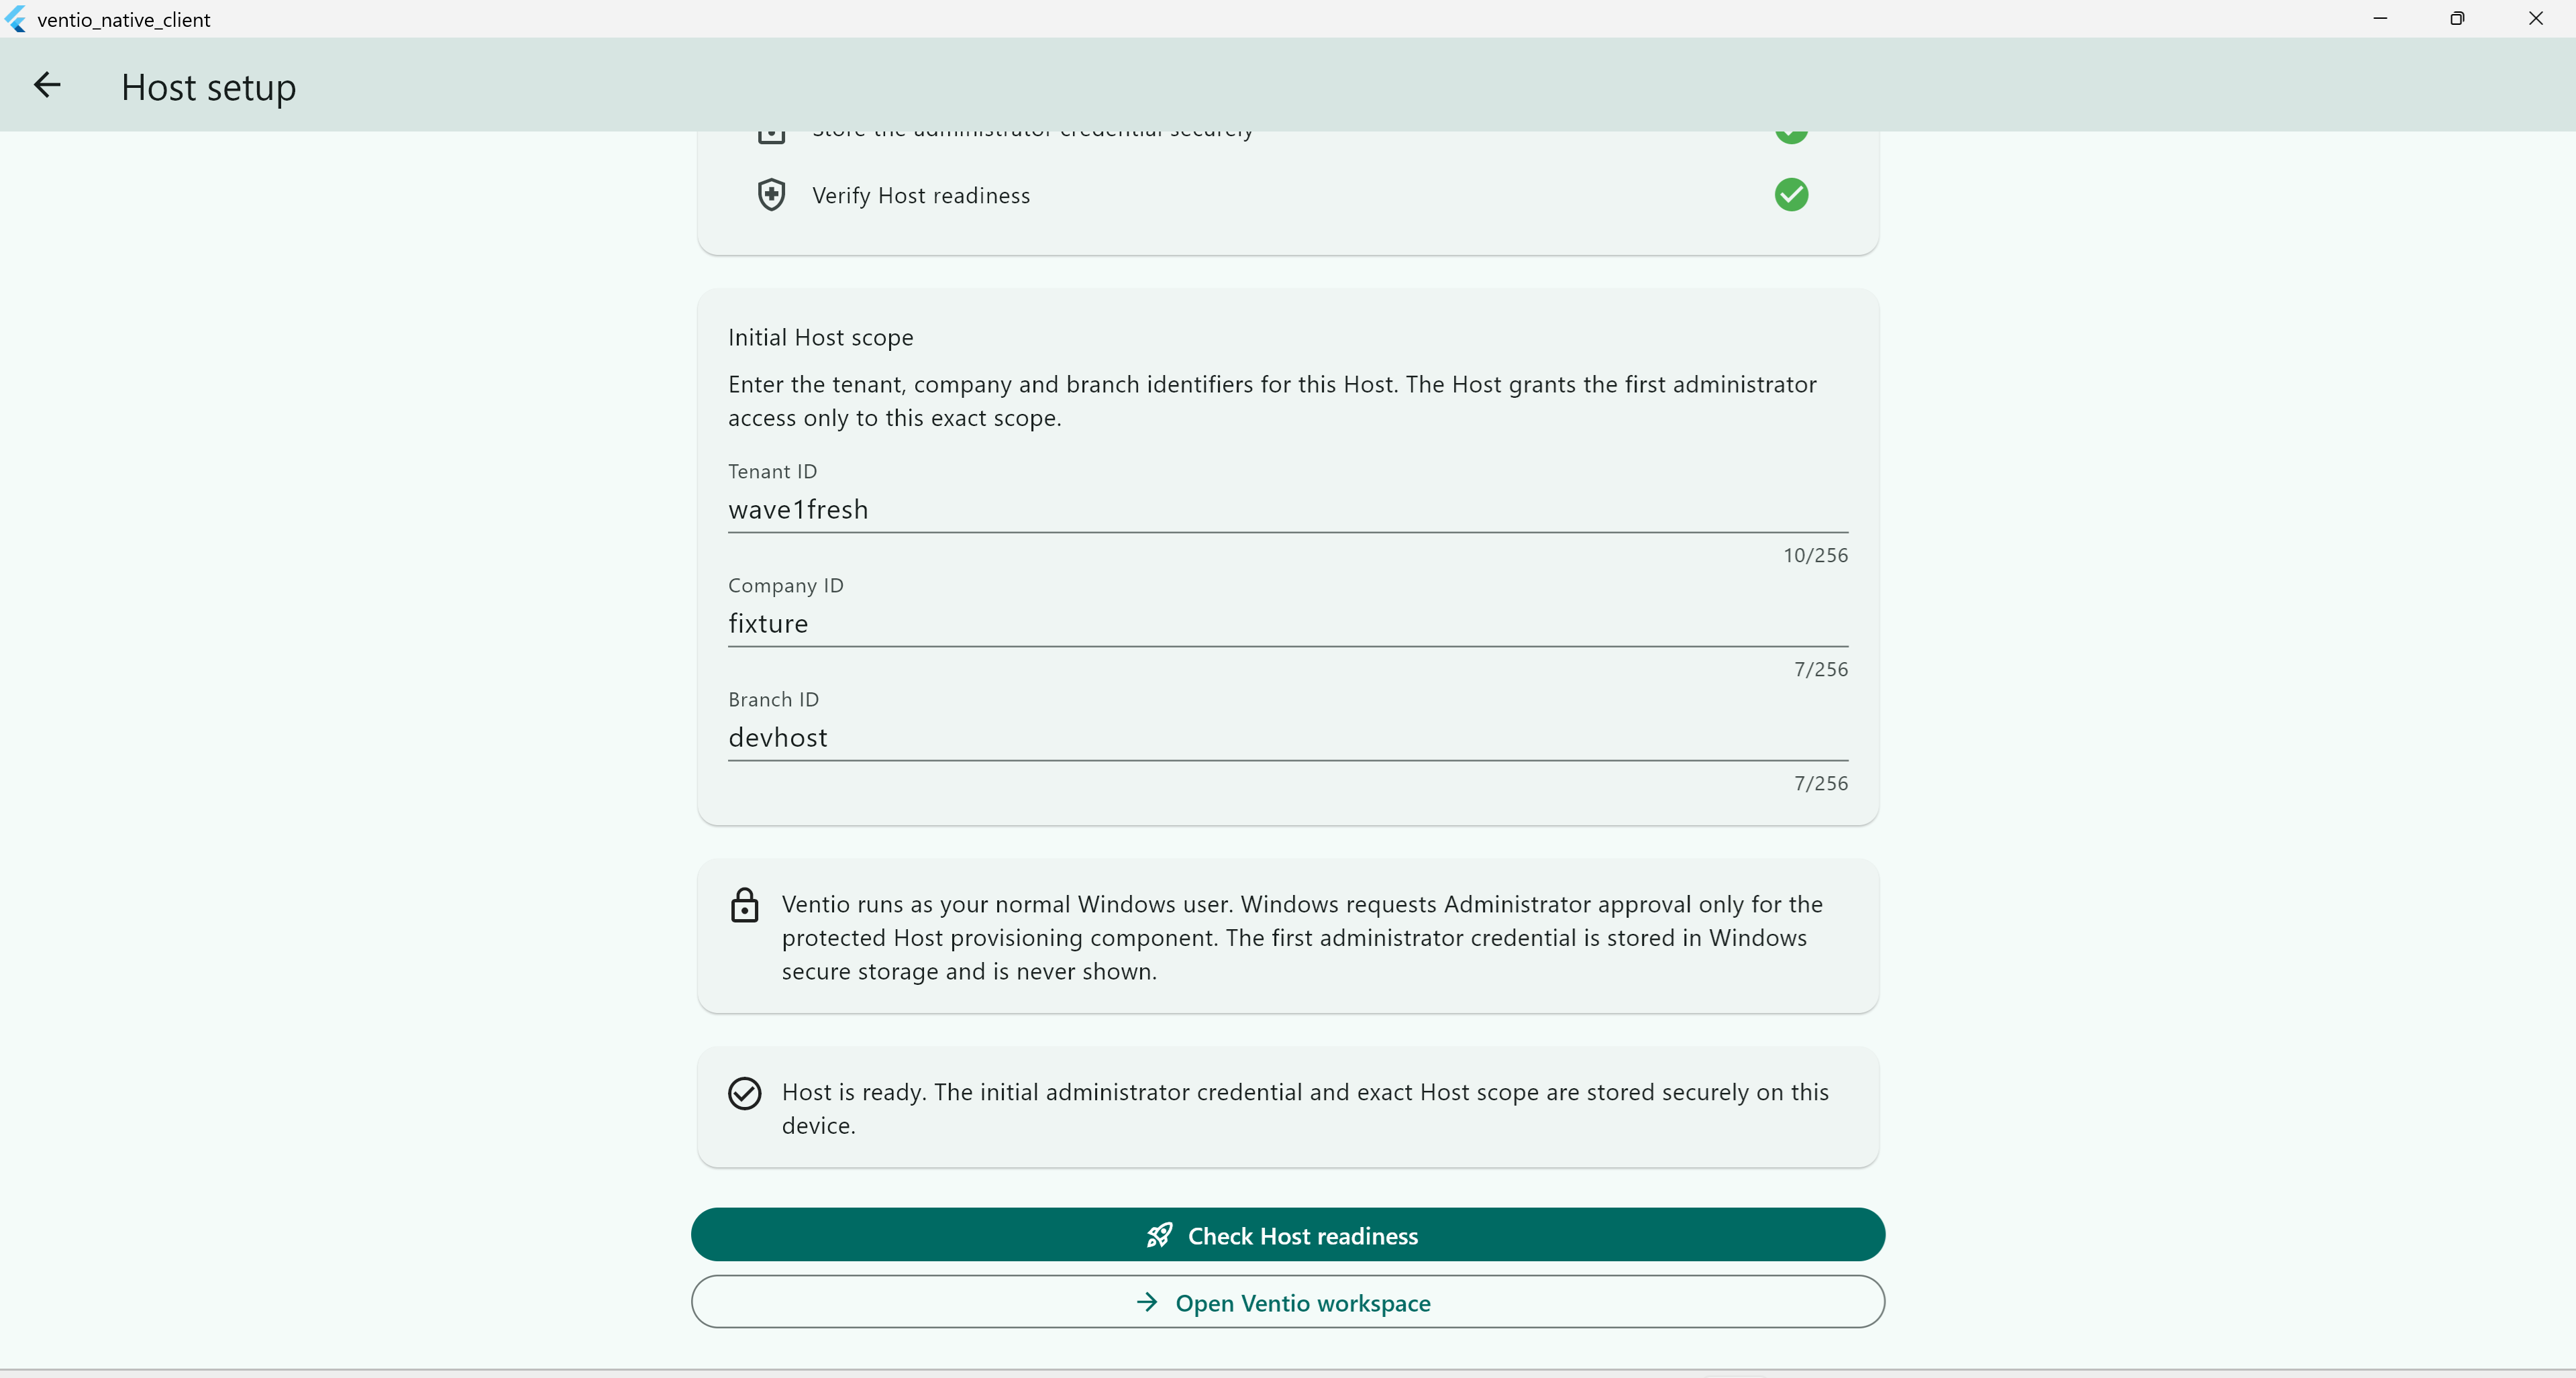 ventio_native_client
Host setup
Store the administrator credential securely
Verify Host readiness
Initial Host scope
Enter the tenant, company and branch identifiers for this Host. The Host grants the first administrator
access only to this exact scope.
Tenant ID
wave1fresh
10/256
Company ID
fixture
7/256
Branch ID
devhost
7/256
Ventio runs as your normal Windows user. Windows requests Administrator approval only for the
protected Host provisioning component. The first administrator credential is stored in Windows
secure storage and is never shown.
Host is ready. The initial administrator credential and exact Host scope are stored securely on this
device.
Check Host readiness
Open Ventio workspace